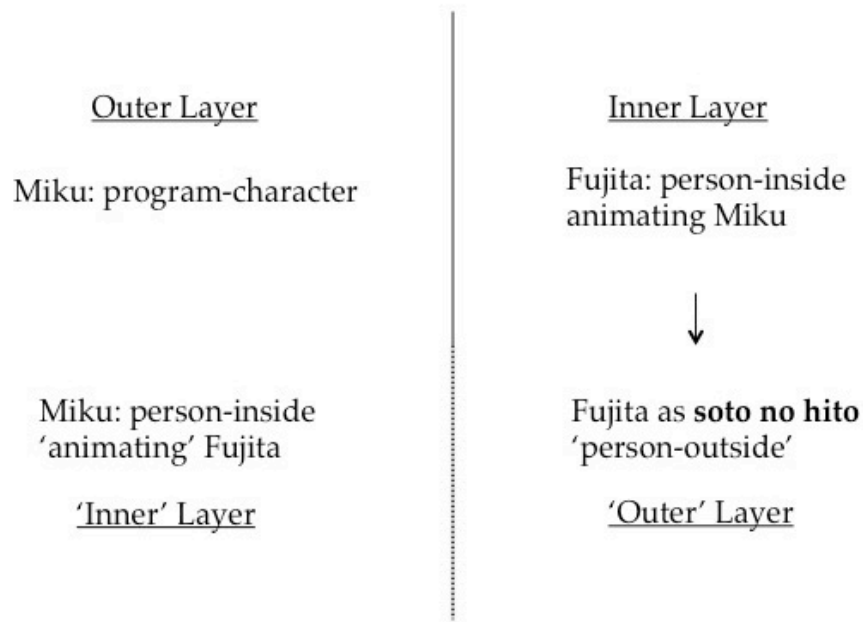 Outer Layer
Miku: program-character
Inner Layer
Fujita: person-inside
animating Miku
Miku: person-inside
‘animating’ Fujita
‘Inner’ Layer
Fujita as soto no hito
‘person-outside’
‘Outer’ Layer